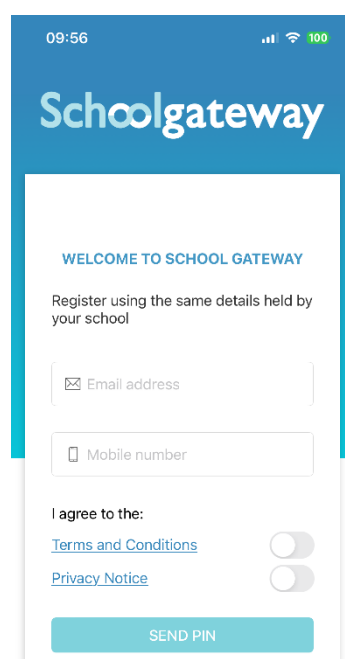 09:56
100
Schoolgateway
WELCOME TO SCHOOL GATEWAY
Register using the same details held by
your school
Email address
Mobile number
I agree to the:
Terms and Conditions
Privacy Notice
SEND PIN